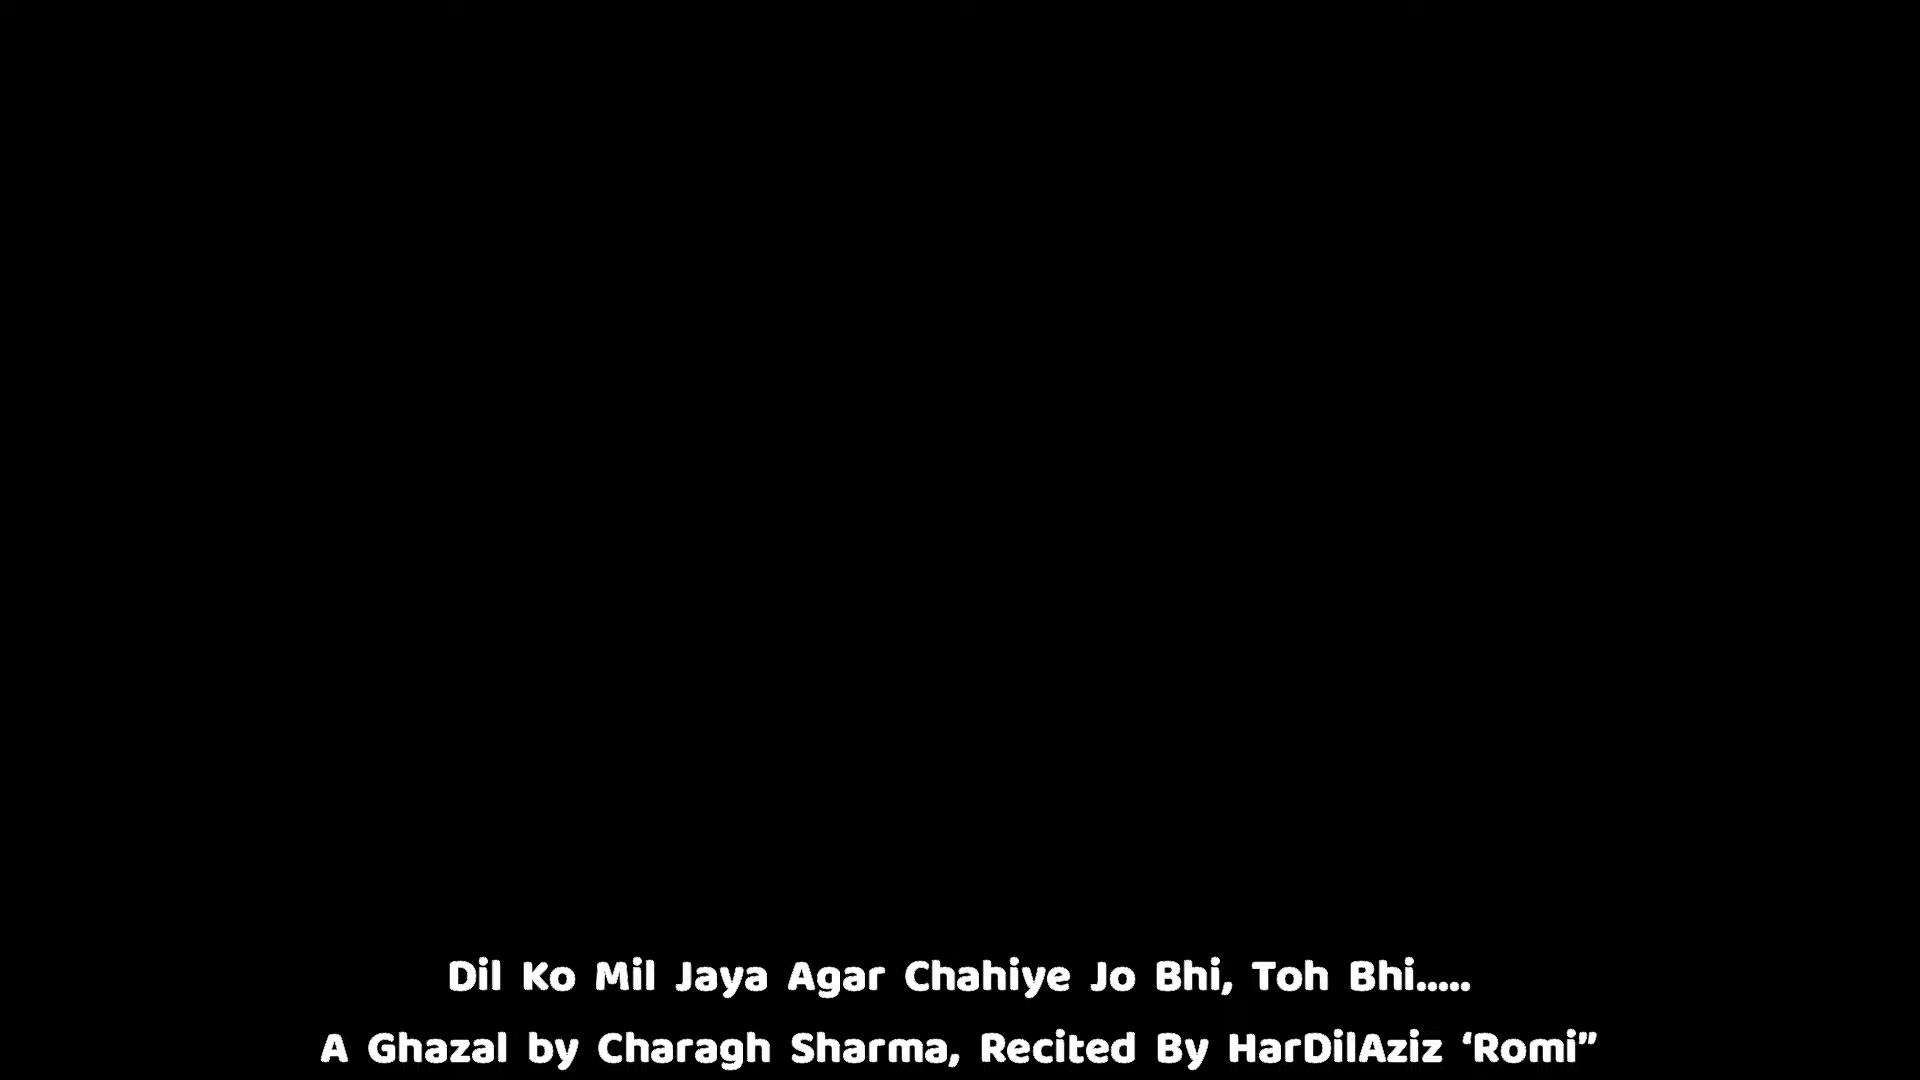 Dil Ko Mil Jaya Agar Chahiye Jo Bhi, Toh Bhi.....
A Ghazal by Charagh Sharma, Recited By HarDilAziz ‘Romi”